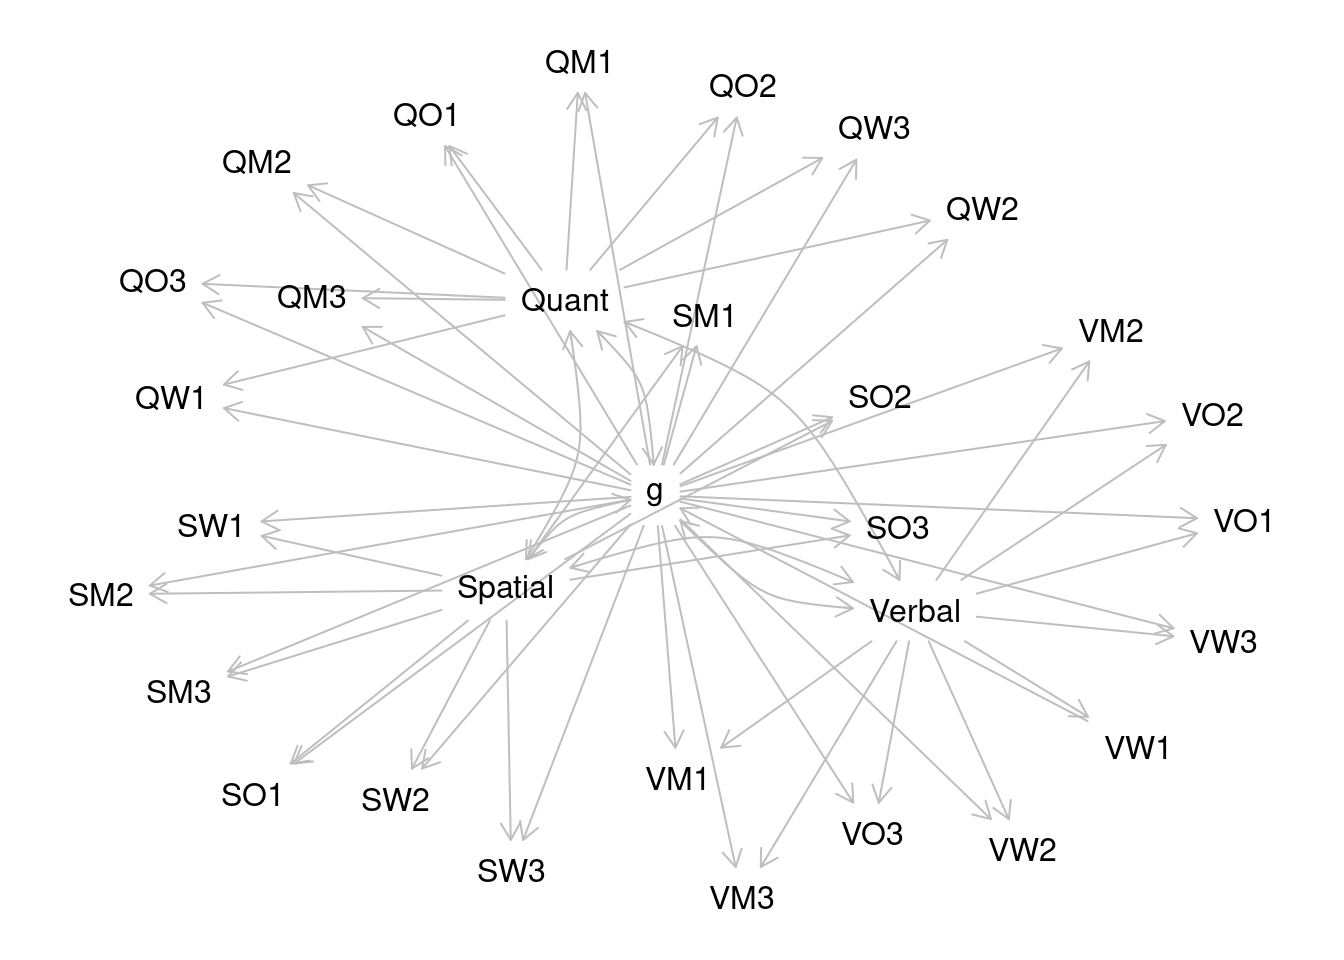 QM1
QO2
QO1
QW3
QM2
QW2
QO3
QM3
Quant
SM1
VM2
QW1
SO2
VO2
g
SW1
SO3
VO1
SM2
Spatial
Verbal
VW3
SM3
VW1
SO1
SW2
VM1
VO3
VW2
SW3
VM3